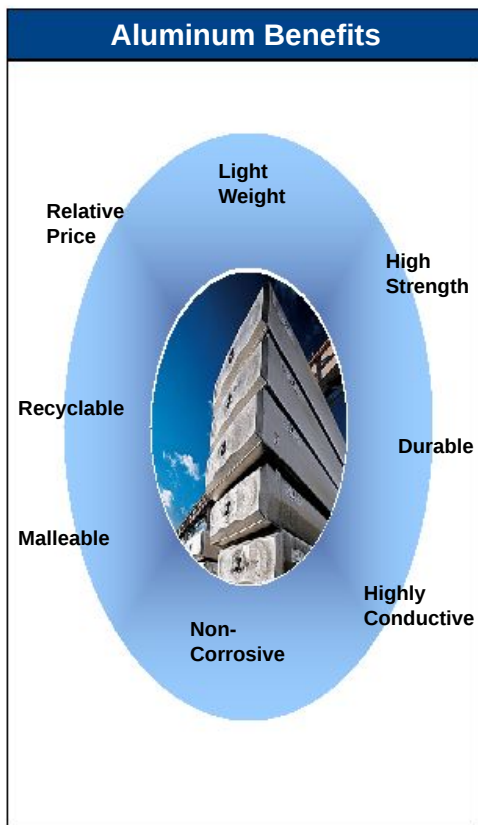 Aluminum Benefits
Light
Weight
Relative
Price
High
Strength
Recyclable
Durable
Malleable
Highly
Conductive
Non-
Corrosive